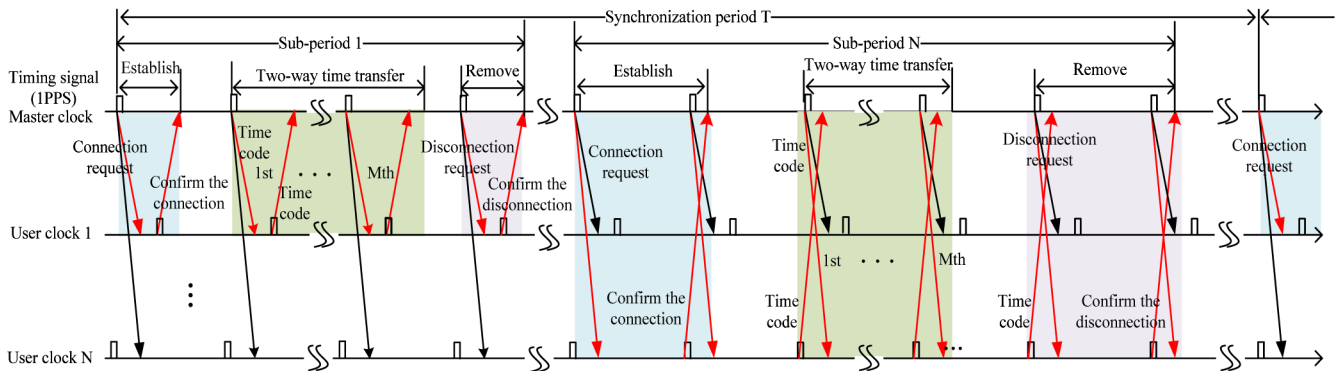 Synchronization period T
Sub-period 1
Sub-period N
Establish
Two-way time transfer
Remove
Establish
Two-way time transfer
Remove
Timing signal
(1PPS)
Master clock
Connection
request
Confirm the
connection
Time
code
1st
. . .
Time
code
Mth
Disconnection
request
Confirm the
disconnection
Connection
request
Time
code
Disconnection
request
Connection
request
User clock 1
1st
. . .
Mth
Confirm the
connection
Time
code
Time
code
Confirm the
disconnection
User clock N
...